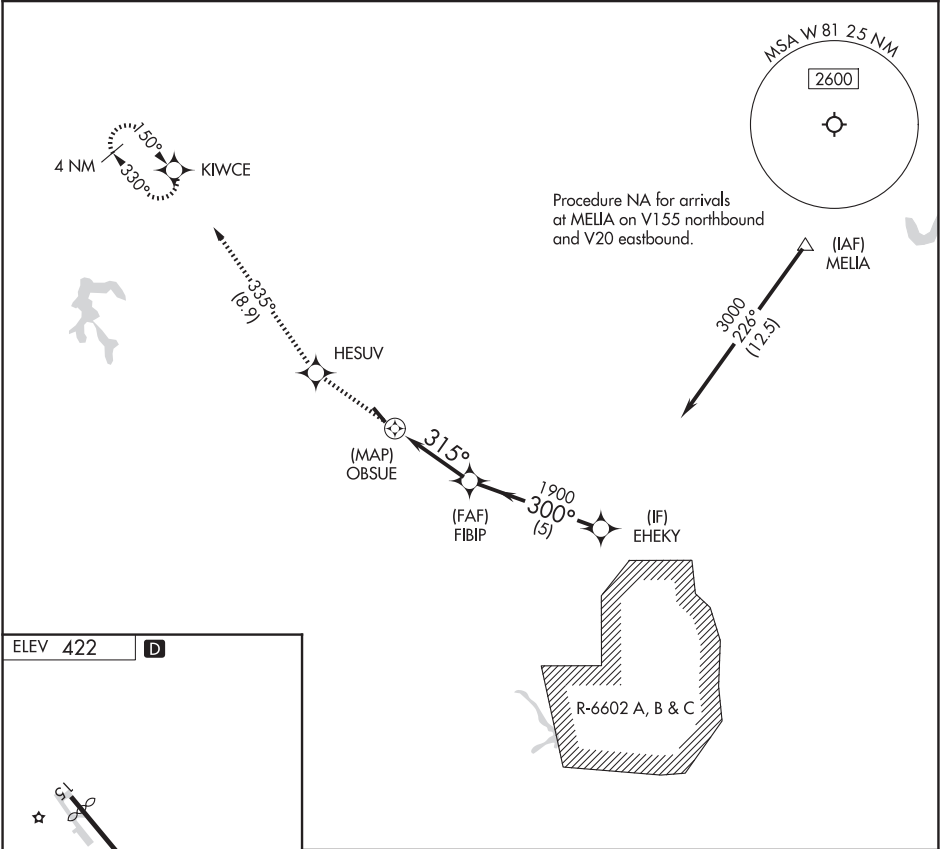 MSA W 81 25 NM
2600
150°
4 NM
330°
KIWCE
Procedure NA for arrivals
at MELIA on V155 northbound
and V20 eastbound.
(IAF)
MELIA
3000
226°
(12.5)
335°
(8.9)
HESUV
(MAP)
OBSUE
315°
(FAF)
FIBIP
1900
300°
(5)
(IF)
EHEKY
R-6602 A, B & C
ELEV 422
D
15